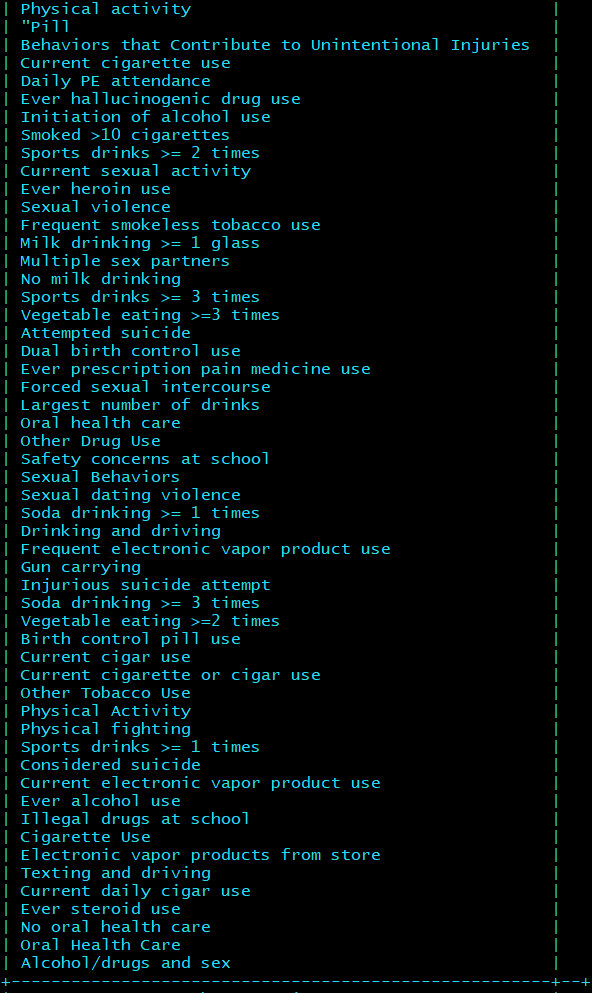 | Physical activity |
| "Pill |
| Behaviors that Contribute to Unintentional Injuries |
| Current cigarette use |
| Daily PE attendance |
| Ever hallucinogenic drug use |
| Initiation of alcohol use |
| Smoked >10 cigarettes |
| Sports drinks >= 2 times |
| Current sexual activity |
| Ever heroin use |
| Sexual violence |
| Frequent smokeless tobacco use |
| Milk drinking >= 1 glass |
| Multiple sex partners |
| No milk drinking |
| Sports drinks >= 3 times |
| Vegetable eating >=3 times |
| Attempted suicide |
| Dual birth control use |
| Ever prescription pain medicine use |
| Forced sexual intercourse |
| Largest number of drinks |
| Oral health care |
| Other Drug Use |
| Safety concerns at school |
| Sexual Behaviors |
| Sexual dating violence |
| Soda drinking >= 1 times |
| Drinking and driving |
| Frequent electronic vapor product use |
| Gun carrying |
| Injurious suicide attempt |
| Soda drinking >= 3 times |
| Vegetable eating >=2 times |
| Birth control pill use |
| Current cigar use |
| Current cigarette or cigar use |
| Other Tobacco Use |
| Physical Activity |
| Physical fighting |
| Sports drinks >= 1 times |
| Considered suicide |
| Current electronic vapor product use |
| Ever alcohol use |
| Illegal drugs at school |
| Cigarette Use |
| Electronic vapor products from store |
| Texting and driving |
| Current daily cigar use |
| Ever steroid use |
| No oral health care |
| Oral Health Care |
| Alcohol/drugs and sex |
+------------------------------------------------------+--+